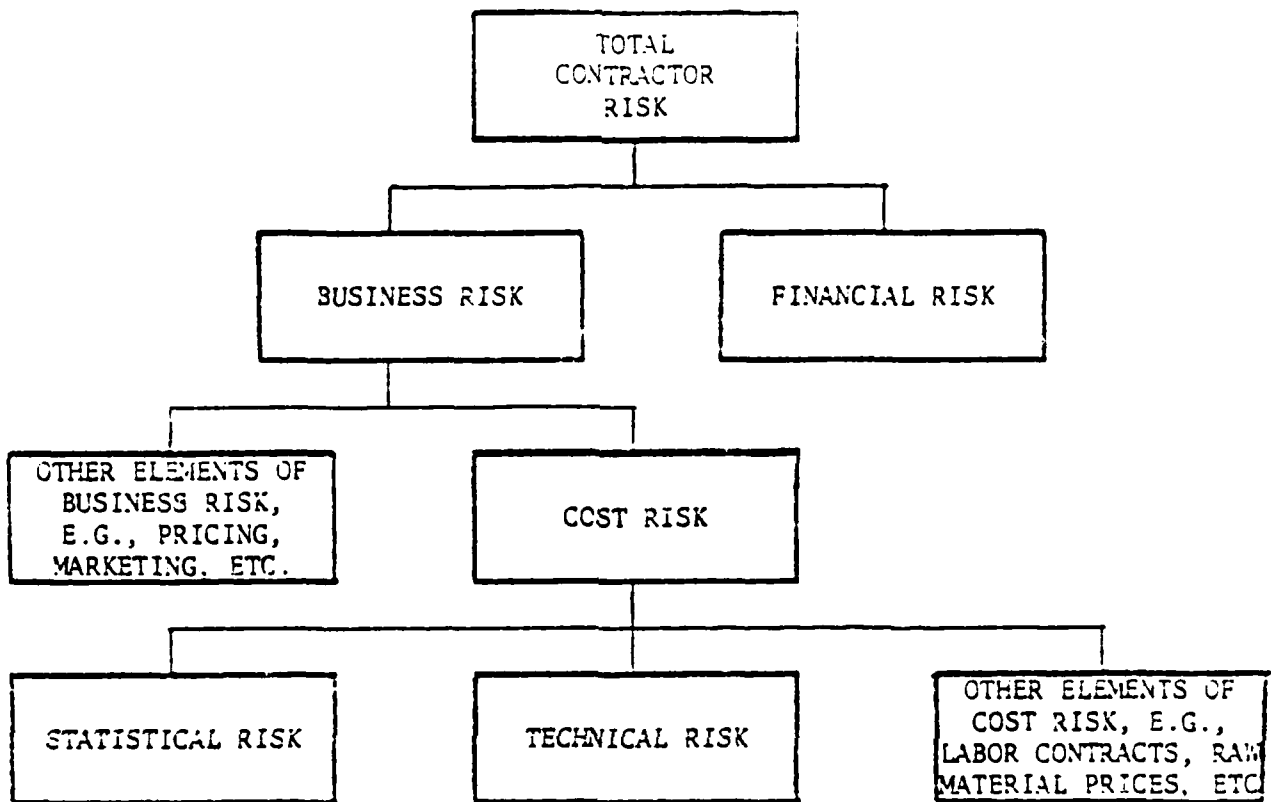 TOTAL
CONTRACTOR
RISK
BUSINESS RISK
FINANCIAL RISK
OTHER ELEMENTS OF
BUSINESS RISK,
E.G., PRICING,
MARKETING, ETC.
COST RISK
STATISTICAL RISK
TECHNICAL RISK
OTHER ELEMENTS OF
COST RISK, E.G.,
LABOR CONTRACTS, RAW
MATERIAL PRICES, ETC